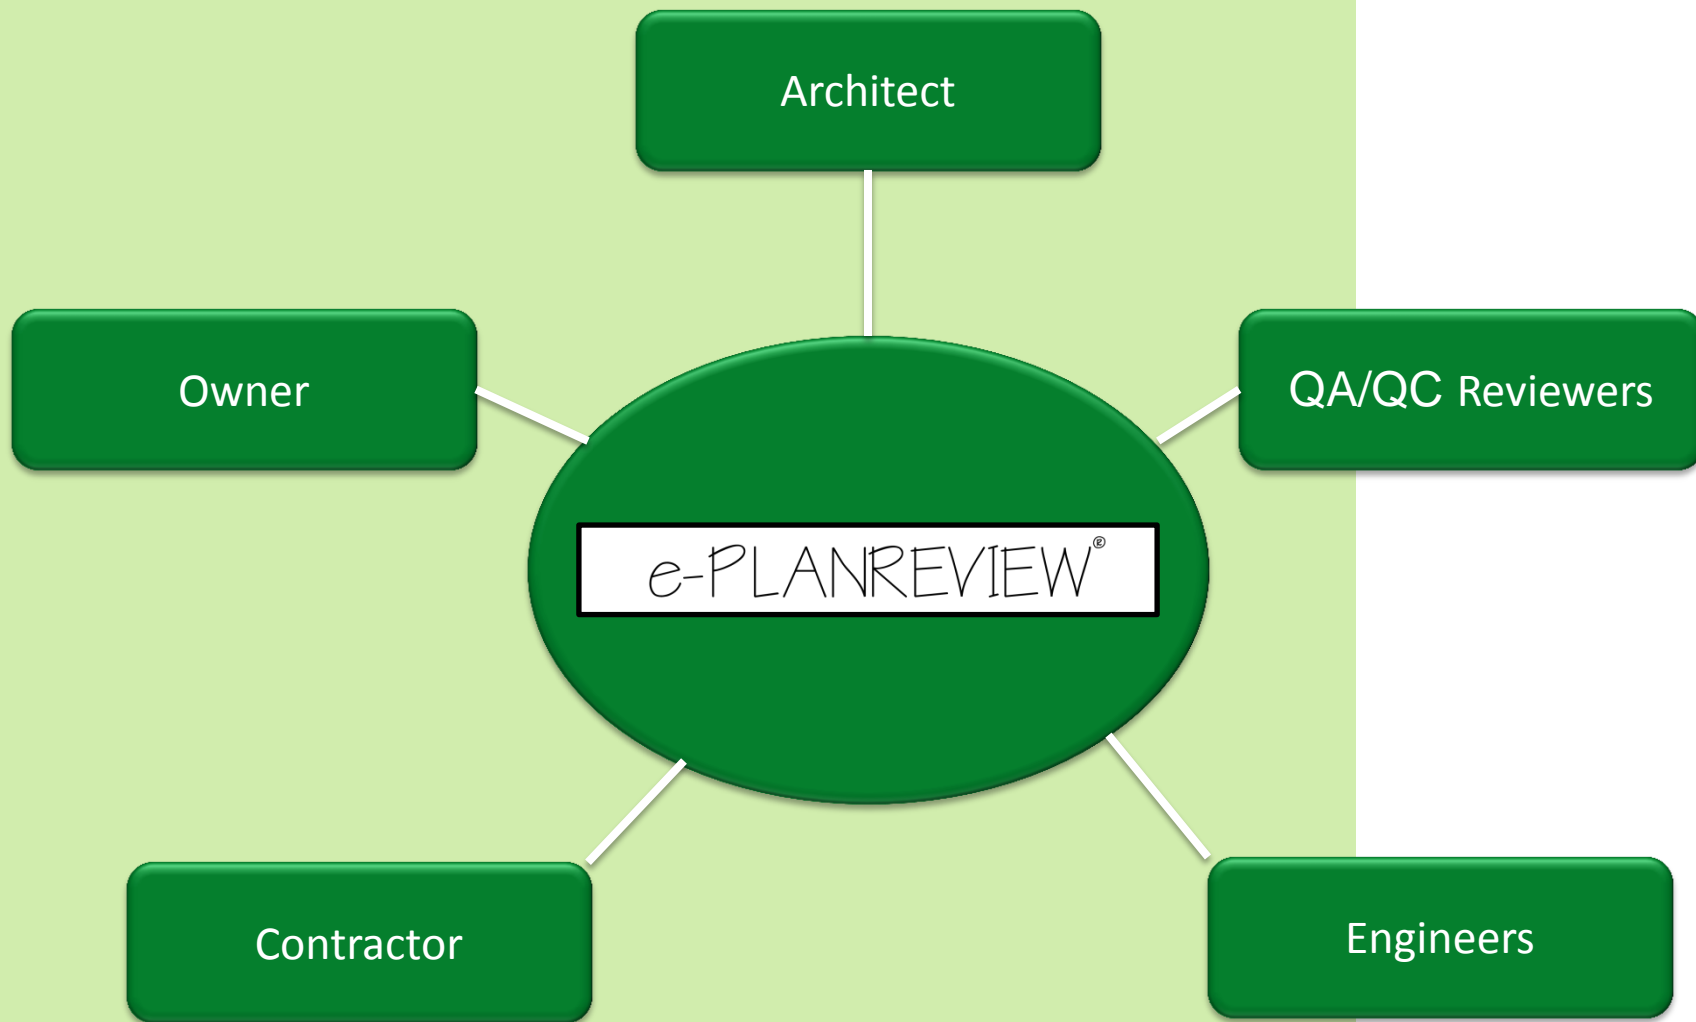 Architect
Owner
QA/QC Reviewers
e-PLANREVIEW®
Contractor
Engineers